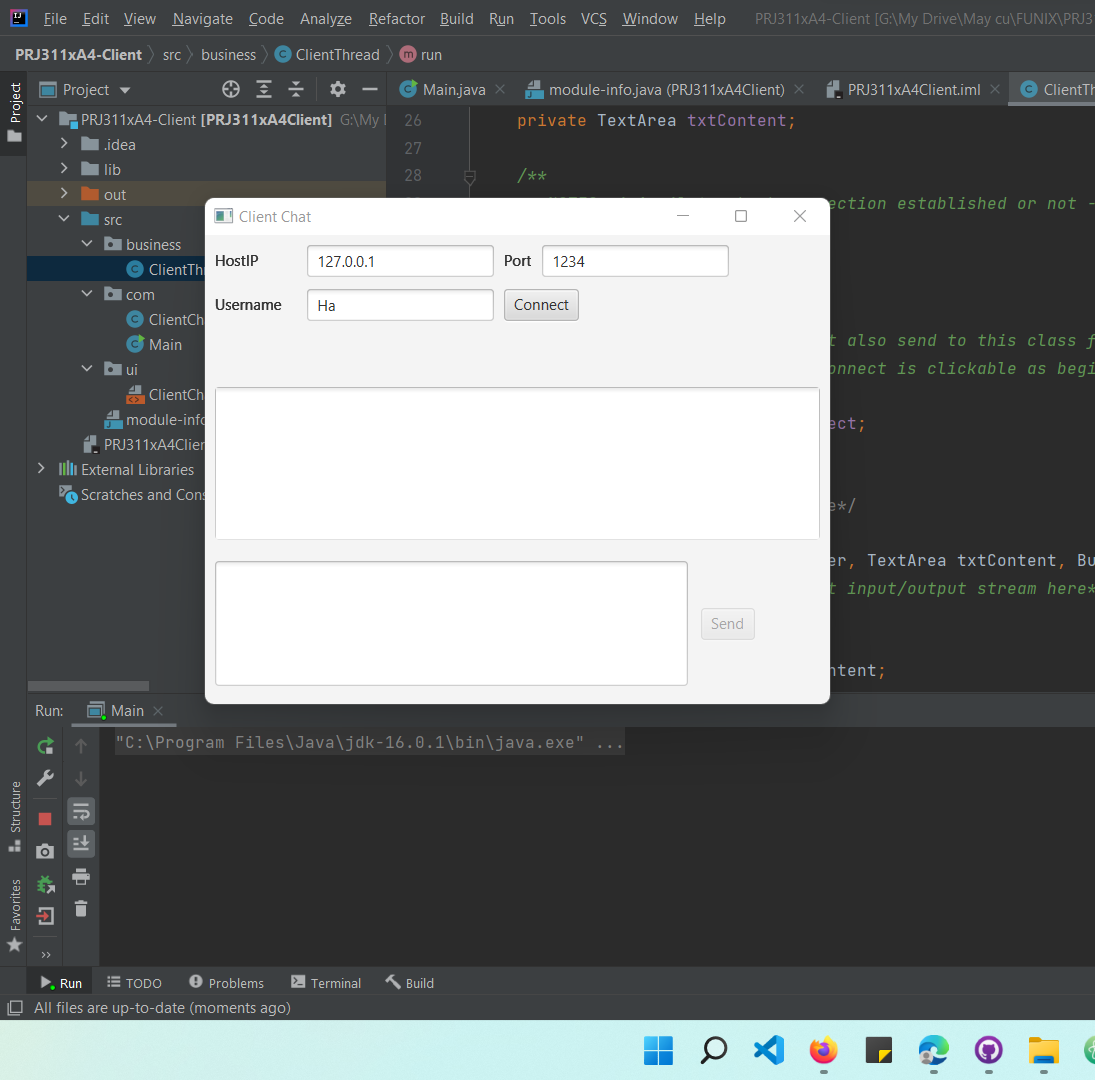 File Edit View Navigate Code Analyze Refactor Build Run Tools VCS Window Help PRJ311xA4-Client [G:\My Drive\May cu\FUNIX\PRJ3
PRJ311xA4-Client src business ClientThread m run
Project
Project
Main.java
module-info.java (PRJ311xA4Client)
PRJ311xA4Client.iml
ClientTh
PRJ311xA4-Client [PRJ311xA4Client] G:\My
.idea
lib
out
src
business
ClientThr
com
ClientCh
Main
ui
ClientCh
module-info
PRJ311xA4Clien
External Libraries
Scratches and Cons
26 private TextArea txtContent;
27
28 /**
ection established or not -
t also send to this class f
onnect is clickable as begi
ect;
e*/
er, TextArea txtContent, Bu
t input/output stream here*
ntent;
Client Chat
HostIP 127.0.0.1 Port 1234
Username Ha Connect
Send
Run: Main
"C:\Program Files\Java\jdk-16.0.1\bin\java.exe" ...
Structure
Favorites
Run TODO Problems Terminal Build
All files are up-to-date (moments ago)